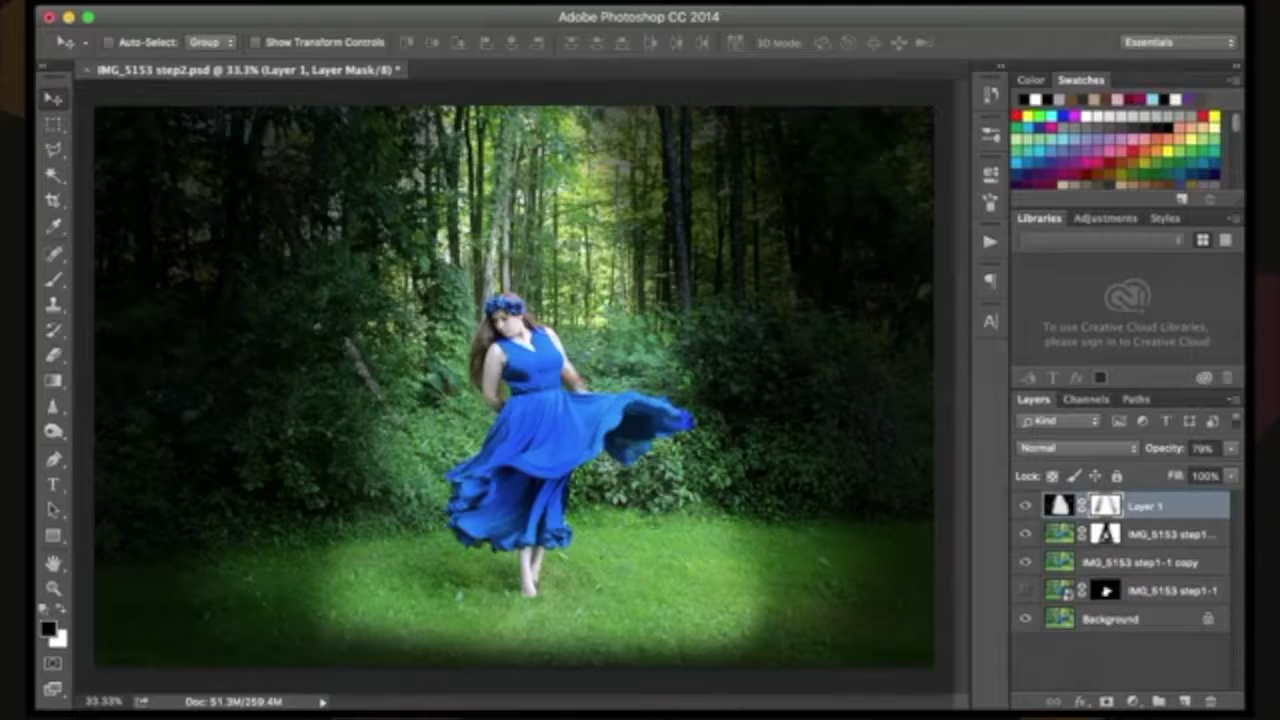 Adobe Photoshop CC 2014
Auto-Select: Group Show Transform Controls 3D Mode: Essentials
× IMG_5153 step2.psd @ 33.3% (Layer 1, Layer Mask/8) *
Color Swatches
Libraries Adjustments Styles
To use Creative Cloud Libraries,
please sign in to Creative Cloud
Layers Channels Paths
Kind
Normal Opacity: 79%
Lock: Fill: 100%
Layer 1
IMG_5153 step1...
IMG_5153 step1-1 copy
IMG_5153 step1-1
Background
33.33% Doc: 51.3M/259.4M